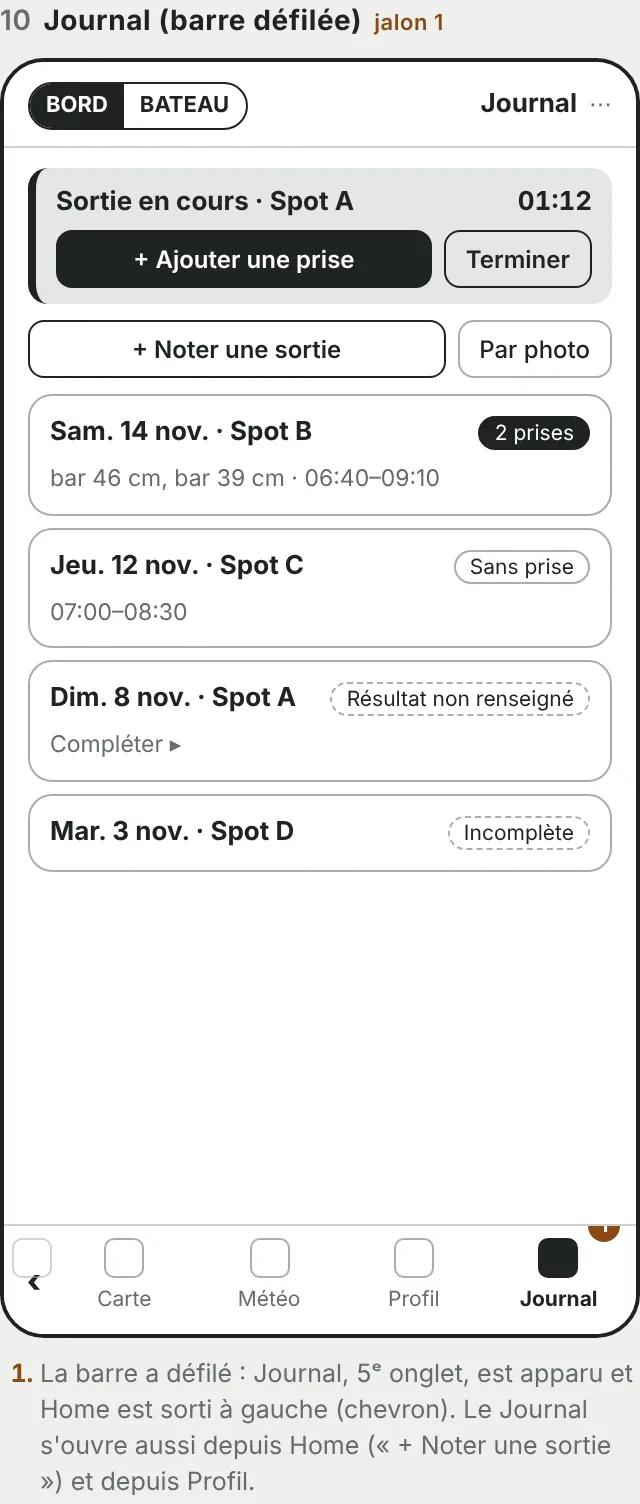 10 Journal (barre défilée) jalon 1
BORD BATEAU Journal ···
Sortie en cours · Spot A 01:12
+ Ajouter une prise Terminer
+ Noter une sortie Par photo
Sam. 14 nov. · Spot B 2 prises
bar 46 cm, bar 39 cm · 06:40–09:10
Jeu. 12 nov. · Spot C Sans prise
07:00–08:30
Dim. 8 nov. · Spot A Résultat non renseigné
Compléter ▸
Mar. 3 nov. · Spot D Incomplète
‹ Carte Météo Profil Journal
1. La barre a défilé : Journal, 5ᵉ onglet, est apparu et
Home est sorti à gauche (chevron). Le Journal
s'ouvre aussi depuis Home (« + Noter une sortie
») et depuis Profil.